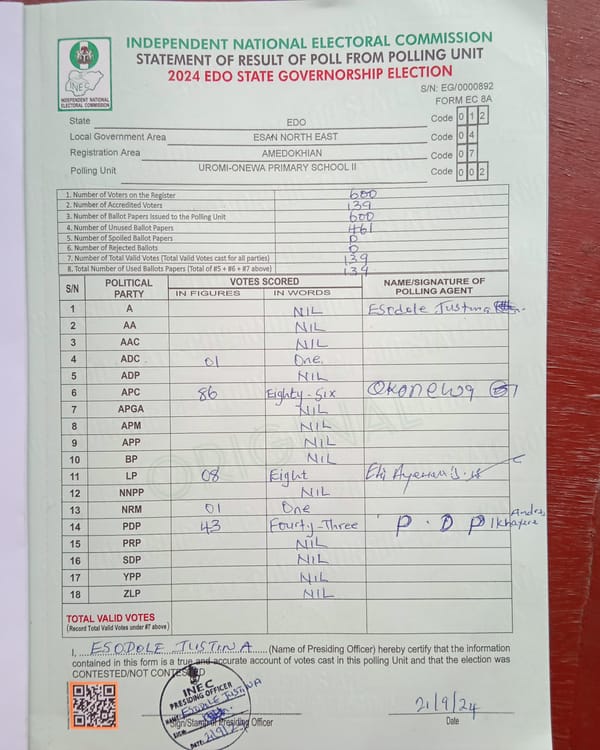 INDEPENDENT NATIONAL ELECTORAL COMMISSION
STATEMENT OF RESULT OF POLL FROM POLLING UNIT
2024 EDO STATE GOVERNORSHIP ELECTION
INEC
INDEPENDENT NATIONAL
ELECTORAL COMMISSION
S/N: EG/0000892
FORM EC 8A
State EDO Code 0 1 2
Local Government Area ESAN NORTH EAST Code 0 4
Registration Area AMEDOKHIAN Code 0 7
Polling Unit UROMI-ONEWA PRIMARY SCHOOL II Code 0 0 2
1. Number of Voters on the Register 600
2. Number of Accredited Voters 139
3. Number of Ballot Papers Issued to the Polling Unit 600
4. Number of Unused Ballot Papers 461
5. Number of Spoiled Ballot Papers 0
6. Number of Rejected Ballots 0
7. Number of Total Valid Votes (Total Valid Votes cast for all parties) 139
8. Total Number of Used Ballots Papers (Total of #5 + #6 + #7 above) 139
S/N POLITICAL PARTY VOTES SCORED NAME/SIGNATURE OF POLLING AGENT
IN FIGURES IN WORDS
1 A NIL Esodole Justina
2 AA NIL
3 AAC NIL
4 ADC 01 One
5 ADP NIL
6 APC 86 Eighty-Six Okonewa
7 APGA NIL
8 APM NIL
9 APP NIL
10 BP NIL
11 LP 08 Eight
12 NNPP NIL
13 NRM 01 One
14 PDP 43 Fourty-Three P.D P
15 PRP NIL
16 SDP NIL
17 YPP NIL
18 ZLP NIL
ORIGINAL
TOTAL VALID VOTES
(Record Total Valid Votes under #7 above)
I, ESODOLE JUSTINA (Name of Presiding Officer) hereby certify that the information
contained in this form is a true and accurate account of votes cast in this polling Unit and that the election was
CONTESTED/NOT CONTESTED
INEC
PRESIDING OFFICER
NAME: ESODOLE JUSTINA
SIGN:
DATE: 21/9/2
Sign/Stamp of Presiding Officer
21/9/24
Date